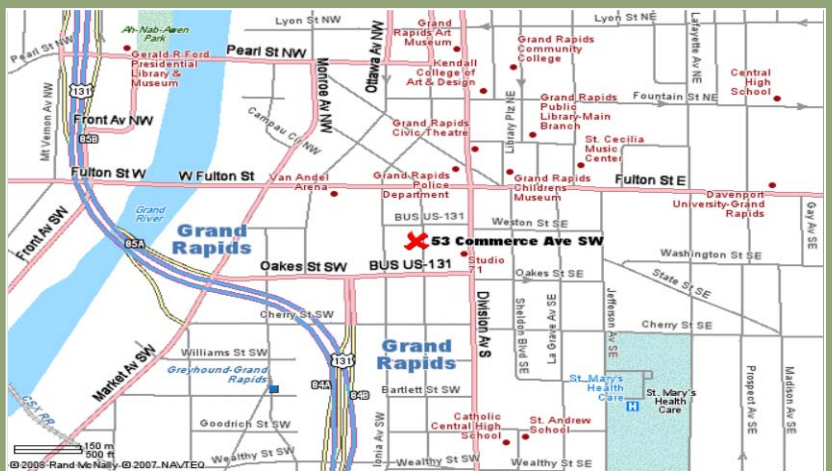 Lyon St NW
Lyon St NE
Ah-Nab-Awen
Park
Grand
Rapids Art
Museum
Grand Rapids
Community
College
Lafayette Av NE
Pearl St NW
Gerald R Ford
Presidential
Library &
Museum
Pearl St NW
Ottawa Av NW
Monroe Av NW
Kendall
College of
Art & Design
Central
High
School
131
Mt Vernon Av NW
Front Av NW
85B
Campau Cir NW
Grand Rapids
Civic Theatre
Library Plz NE
Grand Rapids
Public
Library-Main
Branch
Fountain St NE
St. Cecilia
Music
Center
Fulton St W
W Fulton St
Van Andel
Arena
Grand Rapids
Police
Department
Grand Rapids
Childrens
Museum
Fulton St E
Davenport
University-Grand
Rapids
Front Av SW
Grand
River
85A
Grand
Rapids
BUS US-131
Weston St SE
Gay Av SE
53 Commerce Ave SW
Studio
71
Washington St SE
Oakes St SW
BUS US-131
Oakes St SE
State St SE
Cherry St SW
Division Av S
Sheldon Blvd SE
La Grave Av SE
Jefferson Av SE
Cherry St SE
Market Av SW
Williams St SW
131
Grand
Rapids
Greyhound-Grand
Rapids
84A
84B
Bartlett St SW
St. Mary's
Health
Care
H
St. Mary's
Health
Care
Prospect Av SE
Madison Av SE
CSX RR
Goodrich St SW
Ionia Av SW
Catholic
Central High
School
St. Andrew
School
150 m
500 ft
Wealthy St SW
Wealthy St SW
Wealthy St SE
©2008 Rand McNally ©2007 NAVTEQ